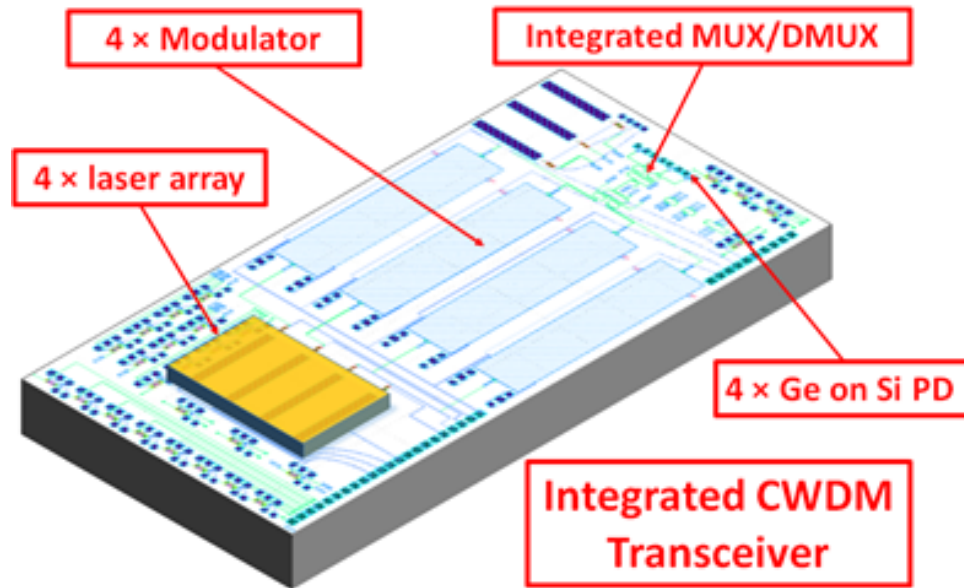 4 × Modulator
Integrated MUX/DMUX
4 × laser array
4 × Ge on Si PD
Integrated CWDM
Transceiver